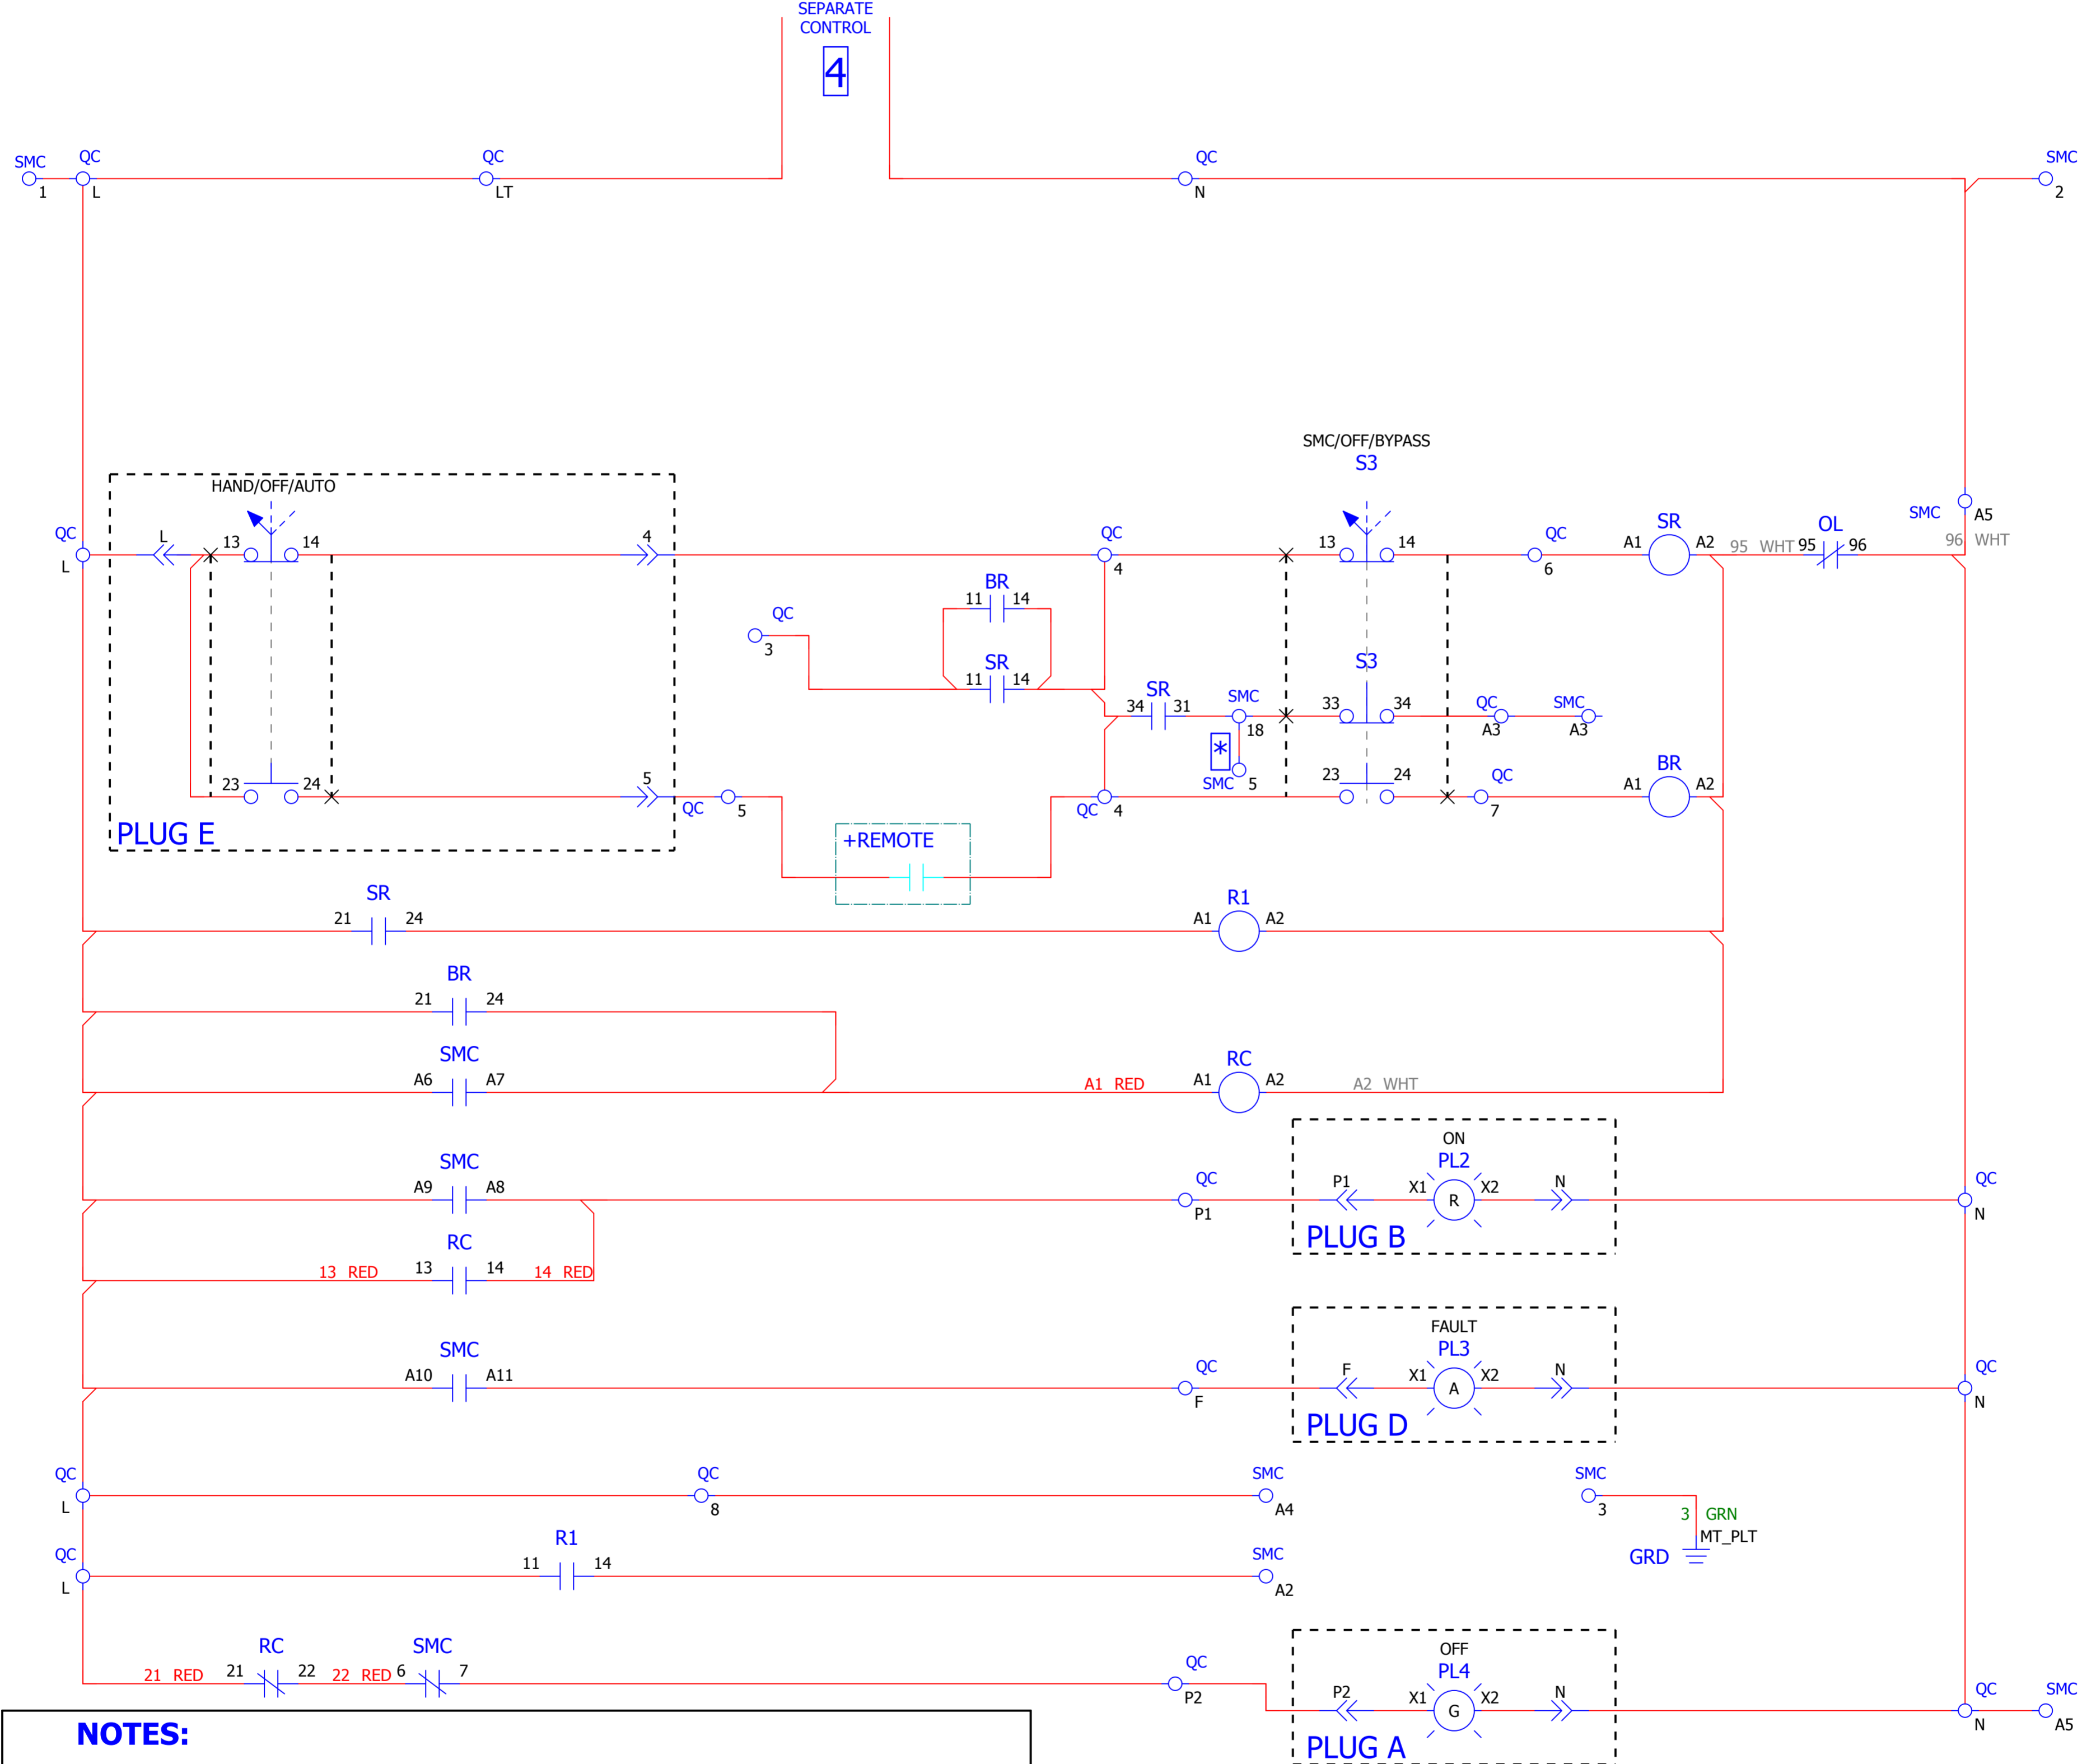 SEPARATE
CONTROL
4
SMC
1
QC
L
QC
LT
QC
N
SMC
2
SMC/OFF/BYPASS
S3
HAND/OFF/AUTO
QC
L
L
13
14
4
QC
4
13
14
QC
6
SR
A1
A2
95 WHT
95
OL
96
96 WHT
SMC
A5
BR
11
14
QC
3
SR
11
14
SR
34
31
SMC
18
*
SMC
5
S3
33
34
QC
A3
SMC
A3
23
24
5
QC
5
QC
4
23
24
QC
7
BR
A1
A2
PLUG E
+REMOTE
SR
21
24
R1
A1
A2
BR
21
24
SMC
A6
A7
A1 RED
RC
A1
A2
A2 WHT
SMC
A9
A8
QC
P1
ON
PL2
P1
X1
R
X2
N
PLUG B
QC
N
RC
13 RED
13
14
14 RED
SMC
A10
A11
QC
F
FAULT
PL3
F
X1
A
X2
N
PLUG D
QC
N
QC
L
QC
8
SMC
A4
SMC
3
3 GRN
MT_PLT
GRD
QC
L
R1
11
14
SMC
A2
21 RED
RC
21
22
22 RED
SMC
6
7
QC
P2
OFF
PL4
P2
X1
G
X2
N
PLUG A
QC
N
SMC
A5
NOTES: